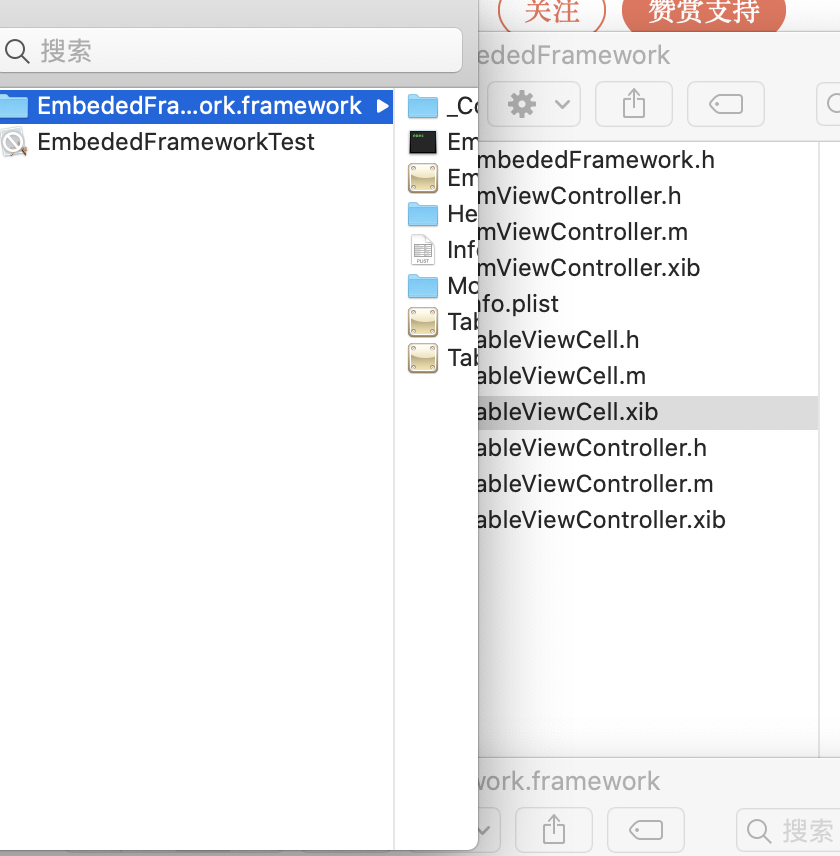 关注
赞赏支持
ededFramework
搜索
EmbededFra...ork.framework
EmbededFrameworkTest
_Co
Em
Em
He
Info
Mo
Tab
Tab
mbededFramework.h
mViewController.h
mViewController.m
mViewController.xib
nfo.plist
ableViewCell.h
ableViewCell.m
ableViewCell.xib
ableViewController.h
ableViewController.m
ableViewController.xib
work.framework
搜索